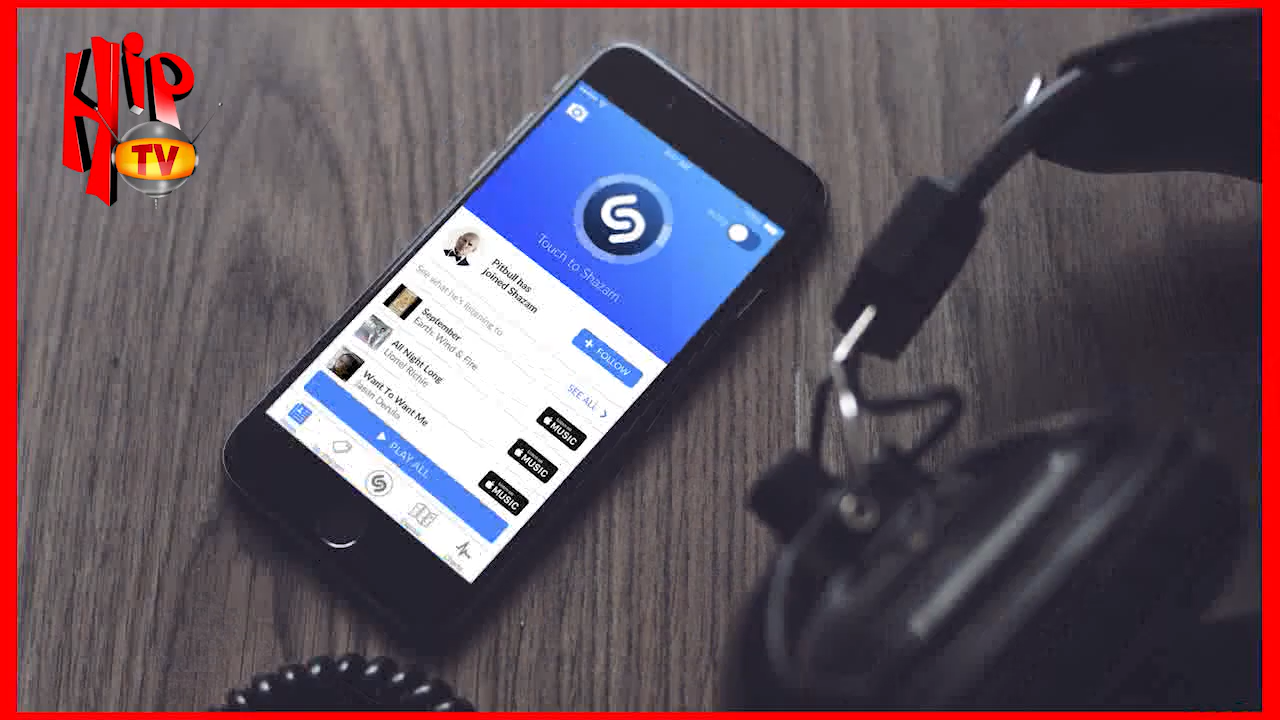 HIP
TV
Touch to Shazam
Pitbull has
joined Shazam
See what he's listening to
+ FOLLOW
September
Earth, Wind & Fire
SEE ALL >
All Night Long
Lionel Richie
MUSIC
Want To Want Me
Jason Derulo
MUSIC
MUSIC
PLAY ALL